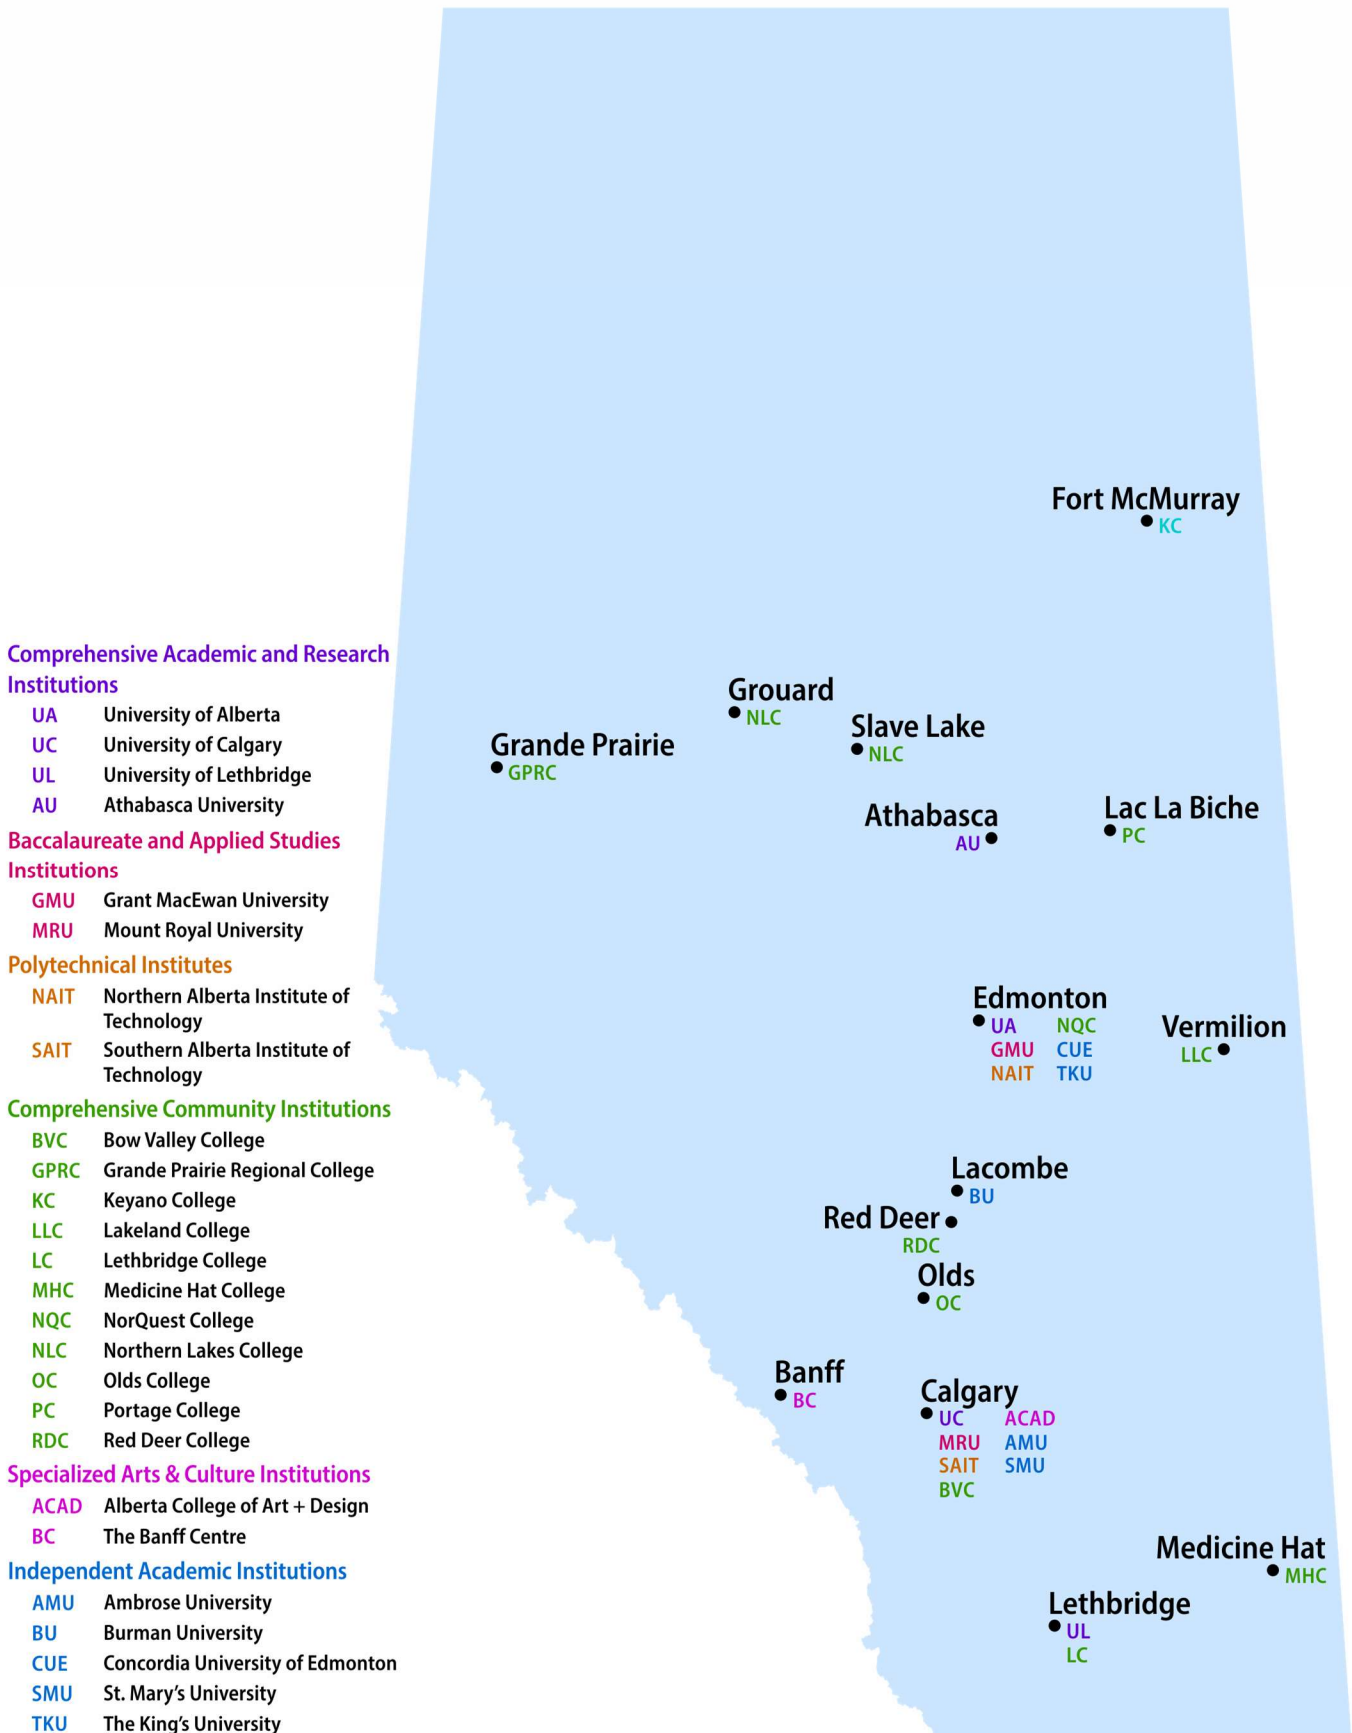 Comprehensive Academic and Research
Institutions
UA University of Alberta
UC University of Calgary
UL University of Lethbridge
AU Athabasca University
Baccalaureate and Applied Studies
Institutions
GMU Grant MacEwan University
MRU Mount Royal University
Polytechnical Institutes
NAIT Northern Alberta Institute of
Technology
SAIT Southern Alberta Institute of
Technology
Comprehensive Community Institutions
BVC Bow Valley College
GPRC Grande Prairie Regional College
KC Keyano College
LLC Lakeland College
LC Lethbridge College
MHC Medicine Hat College
NQC NorQuest College
NLC Northern Lakes College
OC Olds College
PC Portage College
RDC Red Deer College
Specialized Arts & Culture Institutions
ACAD Alberta College of Art + Design
BC The Banff Centre
Independent Academic Institutions
AMU Ambrose University
BU Burman University
CUE Concordia University of Edmonton
SMU St. Mary's University
TKU The King's University
Fort McMurray
KC
Grouard
NLC
Slave Lake
NLC
Grande Prairie
GPRC
Athabasca
AU
Lac La Biche
PC
Edmonton
UA NQC
GMU CUE
NAIT TKU
Vermilion
LLC
Lacombe
BU
Red Deer
RDC
Olds
OC
Banff
BC
Calgary
UC ACAD
MRU AMU
SAIT SMU
BVC
Medicine Hat
MHC
Lethbridge
UL
LC